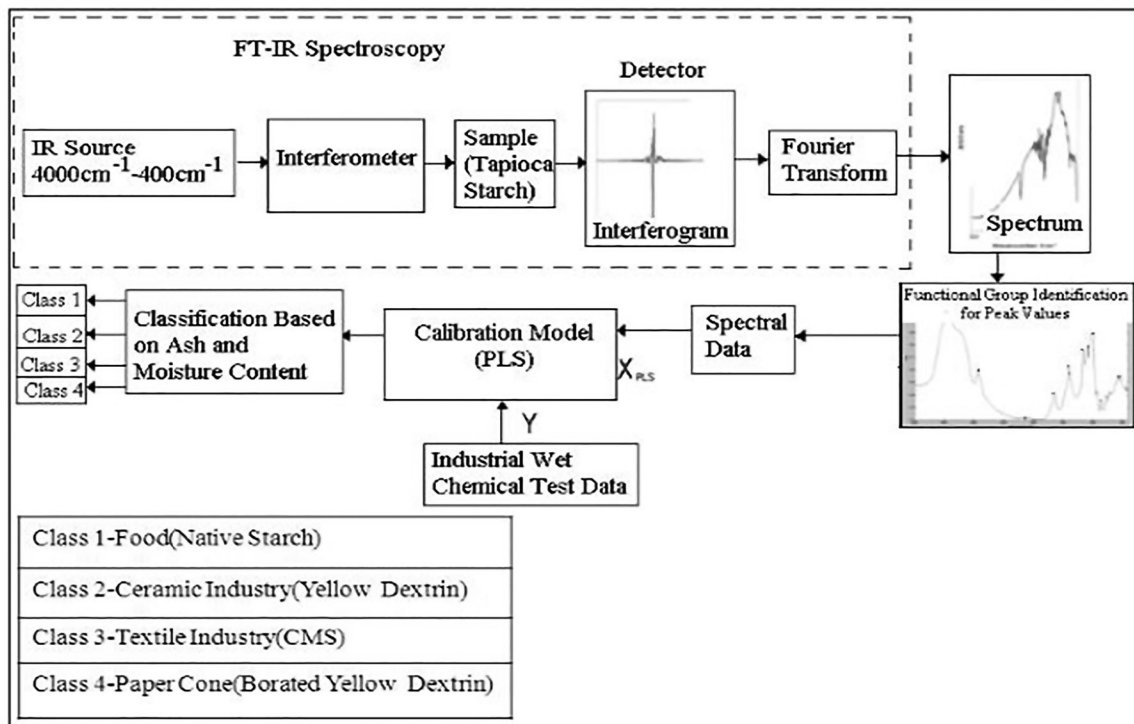 FT-IR Spectroscopy
Detector
IR Source
4000cm⁻¹-400cm⁻¹
Interferometer
Sample
(Tapioca
Starch)
Interferogram
Fourier
Transform
Spectrum
Functional Group Identification
for Peak Values
Spectral
Data
Calibration Model
(PLS)
X PLS
Y
Industrial Wet
Chemical Test Data
Classification Based
on Ash and
Moisture Content
Class 1
Class 2
Class 3
Class 4
Class 1-Food(Native Starch)
Class 2-Ceramic Industry(Yellow Dextrin)
Class 3-Textile Industry(CMS)
Class 4-Paper Cone(Borated Yellow Dextrin)